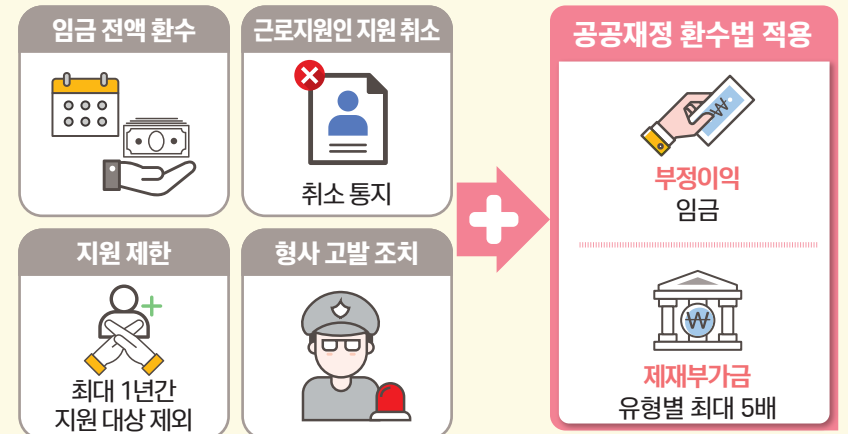 임금 전액 환수
근로지원인 지원 취소
취소 통지
지원 제한
최대 1년간
지원 대상 제외
형사 고발 조치
공공재정 환수법 적용
₩
부정이익
임금
₩
제재부가금
유형별 최대 5배